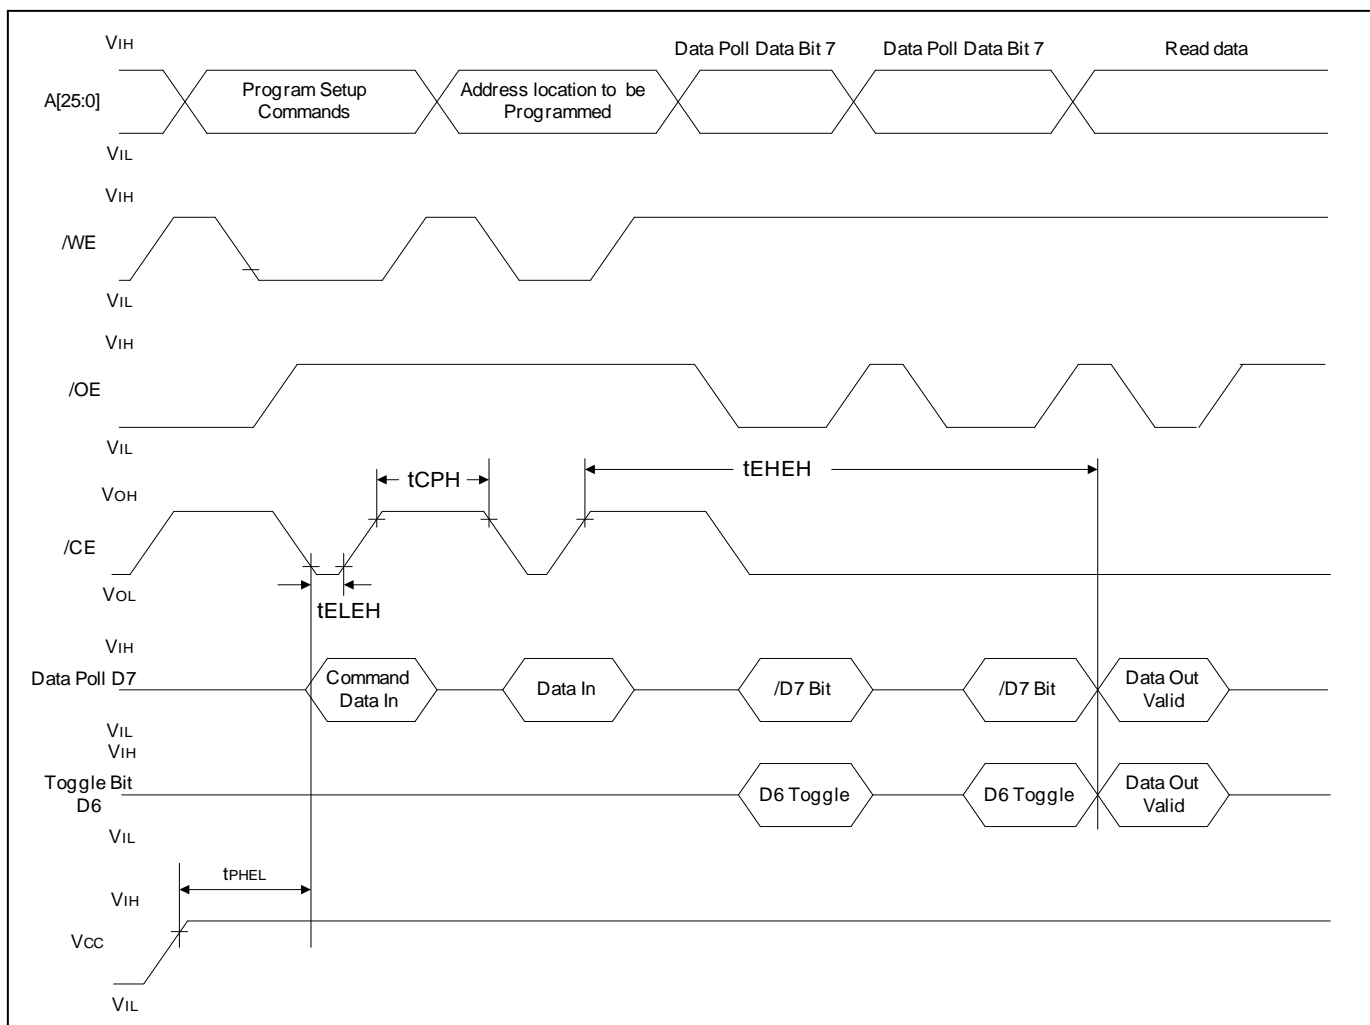 VIH
Data Poll Data Bit 7
Data Poll Data Bit 7
Read data
A[25:0]
Program Setup
Commands
Address location to be
Programmed
VIL
VIH
/WE
VIL
VIH
/OE
VIL
tCPH
tEHEH
VOH
/CE
VOL
tELEH
VIH
Data Poll D7
Command
Data In
Data In
/D7 Bit
/D7 Bit
Data Out
Valid
VIL
VIH
Toggle Bit
D6
D6 Toggle
D6 Toggle
Data Out
Valid
VIL
tPHEL
VIH
VCC
VIL